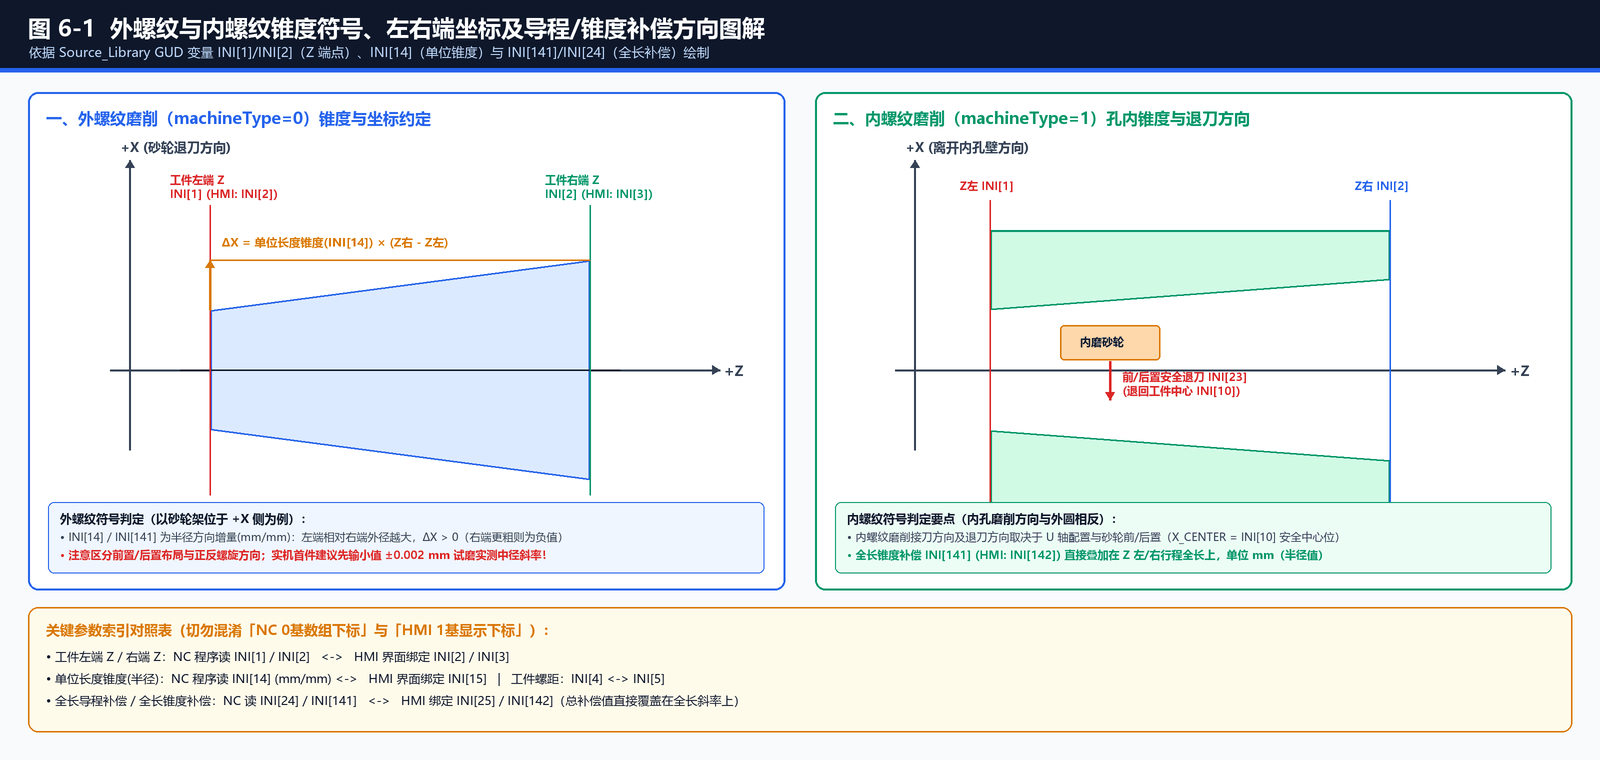 图 6-1 外螺纹与内螺纹锥度符号、左右端坐标及导程/锥度补偿方向图解
依据 Source_Library GUD 变量 INI[1]/INI[2]（Z 端点）、INI[14]（单位锥度）与 INI[141]/INI[24]（全长补偿）绘制
一、外螺纹磨削（machineType=0）锥度与坐标约定
+X (砂轮退刀方向)
工件左端 Z
INI[1] (HMI: INI[2])
工件右端 Z
INI[2] (HMI: INI[3])
ΔX = 单位长度锥度(INI[14]) × (Z右 - Z左)
+Z
外螺纹符号判定（以砂轮架位于 +X 侧为例）：
• INI[14] / INI[141] 为半径方向增量(mm/mm)：左端相对右端外径越大，ΔX > 0（右端更粗则为负值）
• 注意区分前置/后置布局与正反螺旋方向；实机首件建议先输小值 ±0.002 mm 试磨实测中径斜率！
二、内螺纹磨削（machineType=1）孔内锥度与退刀方向
+X (离开内孔壁方向)
Z左 INI[1]
Z右 INI[2]
内磨砂轮
前/后置安全退刀 INI[23]
(退回工件中心 INI[10])
+Z
内螺纹符号判定要点（内孔磨削方向与外圆相反）：
• 内螺纹磨削接刀方向及退刀方向取决于 U 轴配置与砂轮前/后置（X_CENTER = INI[10] 安全中心位）
• 全长锥度补偿 INI[141] (HMI: INI[142]) 直接叠加在 Z 左/右行程全长上，单位 mm（半径值）
关键参数索引对照表（切勿混淆「NC 0基数组下标」与「HMI 1基显示下标」）：
• 工件左端 Z / 右端 Z：NC 程序读 INI[1] / INI[2] <-> HMI 界面绑定 INI[2] / INI[3]
• 单位长度锥度(半径)：NC 程序读 INI[14] (mm/mm) <-> HMI 界面绑定 INI[15] | 工件螺距：INI[4] <-> INI[5]
• 全长导程补偿 / 全长锥度补偿：NC 读 INI[24] / INI[141] <-> HMI 绑定 INI[25] / INI[142]（总补偿值直接覆盖在全长斜率上）